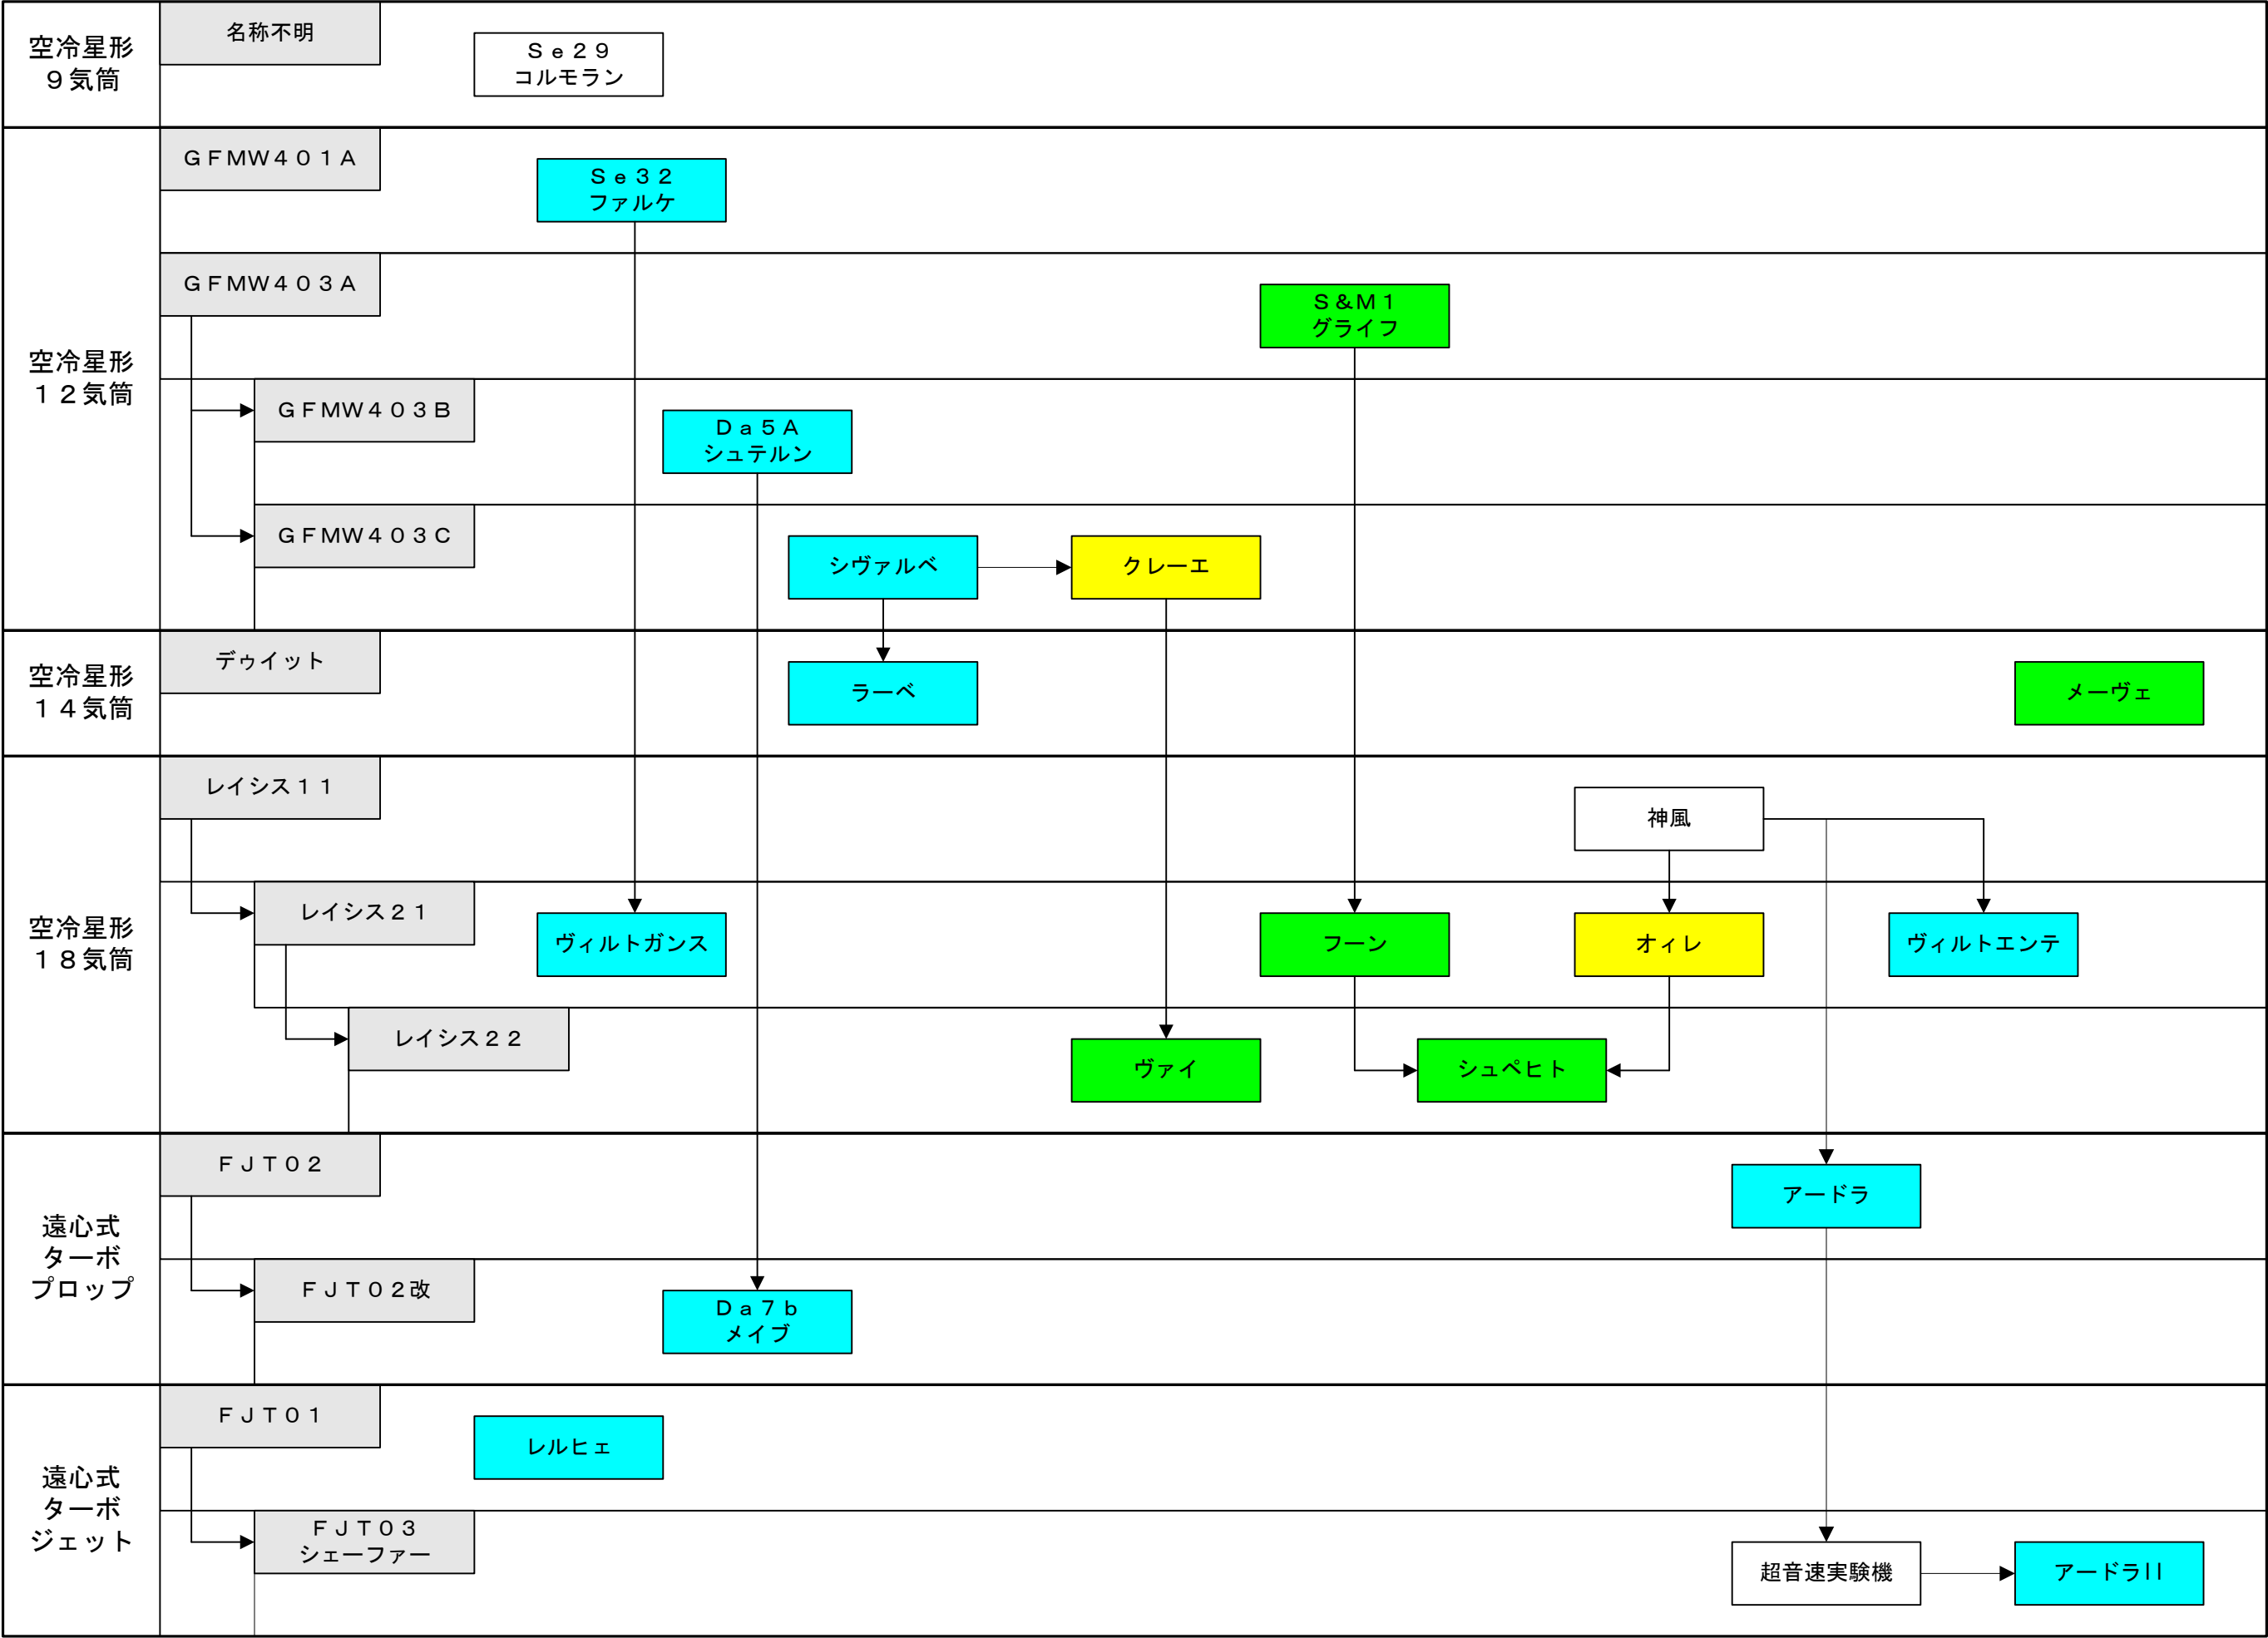 空冷星形
９気筒
名称不明
Ｓｅ２９
コルモラン
空冷星形
１２気筒
ＧＦＭＷ４０１Ａ
Ｓｅ３２
ファルケ
ＧＦＭＷ４０３Ａ
Ｓ＆Ｍ１
グライフ
ＧＦＭＷ４０３Ｂ
Ｄａ５Ａ
シュテルン
ＧＦＭＷ４０３Ｃ
シヴァルベ
クレーエ
空冷星形
１４気筒
デゥイット
ラーベ
メーヴェ
空冷星形
１８気筒
レイシス１１
神風
レイシス２１
ヴィルトガンス
フーン
オィレ
ヴィルトエンテ
レイシス２２
ヴァイ
シュペヒト
遠心式
ターボ
プロップ
ＦＪＴ０２
アードラ
ＦＪＴ０２改
Ｄａ７ｂ
メイブ
遠心式
ターボ
ジェット
ＦＪＴ０１
レルヒェ
ＦＪＴ０３
シェーファー
超音速実験機
アードラＩＩ